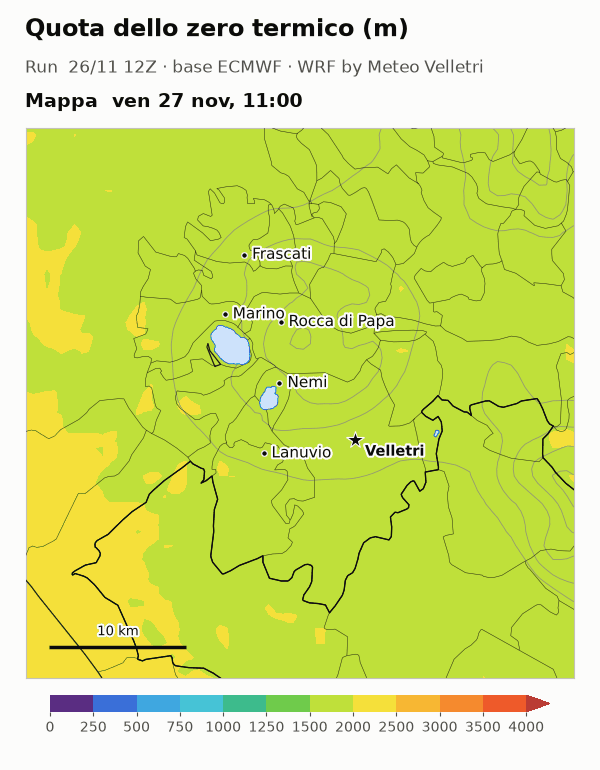 Quota dello zero termico (m)
Run  26/11 12Z · base ECMWF · WRF by Meteo Velletri
Mappa  ven 27 nov, 11:00
Frascati
Marino
Rocca di Papa
Nemi
Velletri
Lanuvio
10 km
0 250 500 750 1000 1250 1500 2000 2500 3000 3500 4000